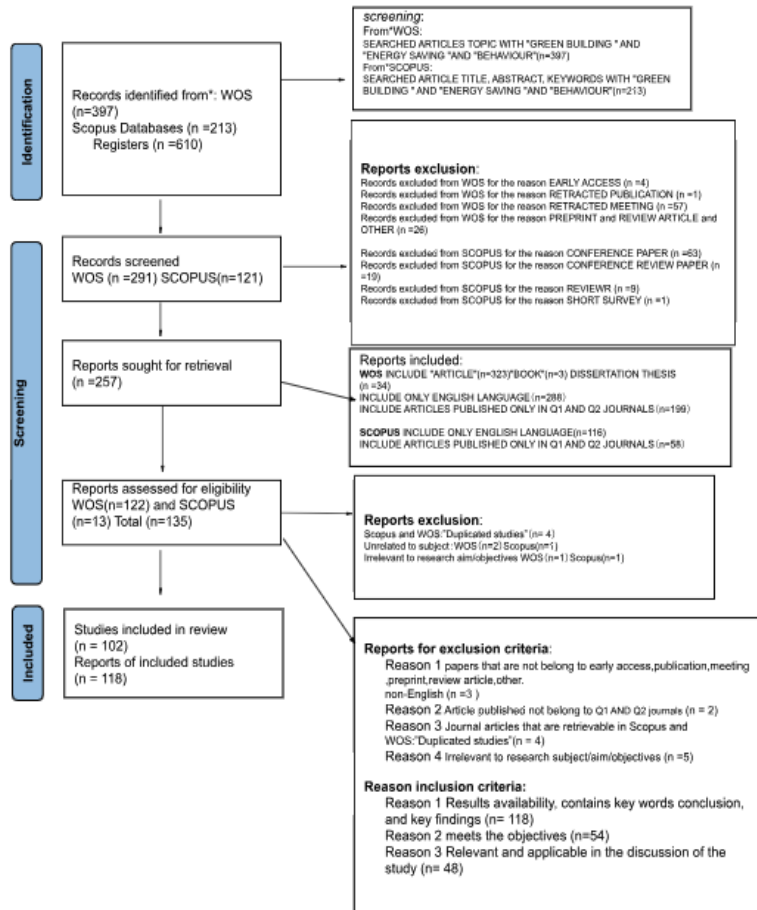 Identification
Records identified from*: WOS
(n=397)
Scopus Databases (n =213)
Registers (n =610)
screening:
From*WOS:
SEARCHED ARTICLES TOPIC WITH "GREEN BUILDING " AND
"ENERGY SAVING "AND "BEHAVIOUR"(n=397)
From*SCOPUS:
SEARCHED ARTICLE TITLE, ABSTRACT, KEYWORDS WITH "GREEN
BUILDING " AND "ENERGY SAVING "AND "BEHAVIOUR"(n=213)
Reports exclusion:
Records excluded from WOS for the reason EARLY ACCESS (n =4)
Records excluded from WOS for the reason RETRACTED PUBLICATION (n =1)
Records excluded from WOS for the reason RETRACTED MEETING (n =57)
Records excluded from WOS for the reason PREPRINT and REVIEW ARTICLE and
OTHER (n =26)
Records excluded from SCOPUS for the reason CONFERENCE PAPER (n =63)
Records excluded from SCOPUS for the reason CONFERENCE REVIEW PAPER (n
=19)
Records excluded from SCOPUS for the reason REVIEWR (n =9)
Records excluded from SCOPUS for the reason SHORT SURVEY (n =1)
Screening
Records screened
WOS (n =291) SCOPUS(n=121)
Reports sought for retrieval
(n =257)
Reports included:
WOS INCLUDE "ARTICLE"(n=323)"BOOK"(n=3) DISSERTATION THESIS
(n =34)
INCLUDE ONLY ENGLISH LANGUAGE(n=288)
INCLUDE ARTICLES PUBLISHED ONLY IN Q1 AND Q2 JOURNALS(n=199)
SCOPUS INCLUDE ONLY ENGLISH LANGUAGE(n=116)
INCLUDE ARTICLES PUBLISHED ONLY IN Q1 AND Q2 JOURNALS(n=58)
Reports assessed for eligibility
WOS(n=122) and SCOPUS
(n=13) Total (n=135)
Reports exclusion:
Scopus and WOS:"Duplicated studies"(n= 4)
Unrelated to subject:WOS(n=2)Scopus(n=1)
Irrelevant to research aim/objectives WOS(n=1)Scopus(n=1)
Included
Studies included in review
(n = 102)
Reports of included studies
(n = 118)
Reports for exclusion criteria:
Reason 1 papers that are not belong to early access,publication,meeting
,preprint,review article,other.
non-English (n =3 )
Reason 2 Article published not belong to Q1 AND Q2 journals (n = 2)
Reason 3 Journal articles that are retrievable in Scopus and
WOS:"Duplicated studies"(n = 4)
Reason 4 Irrelevant to research subject/aim/objectives (n =5)
Reason inclusion criteria:
Reason 1 Results availability, contains key words conclusion,
and key findings (n= 118)
Reason 2 meets the objectives (n=54)
Reason 3 Relevant and applicable in the discussion of the
study (n= 48)